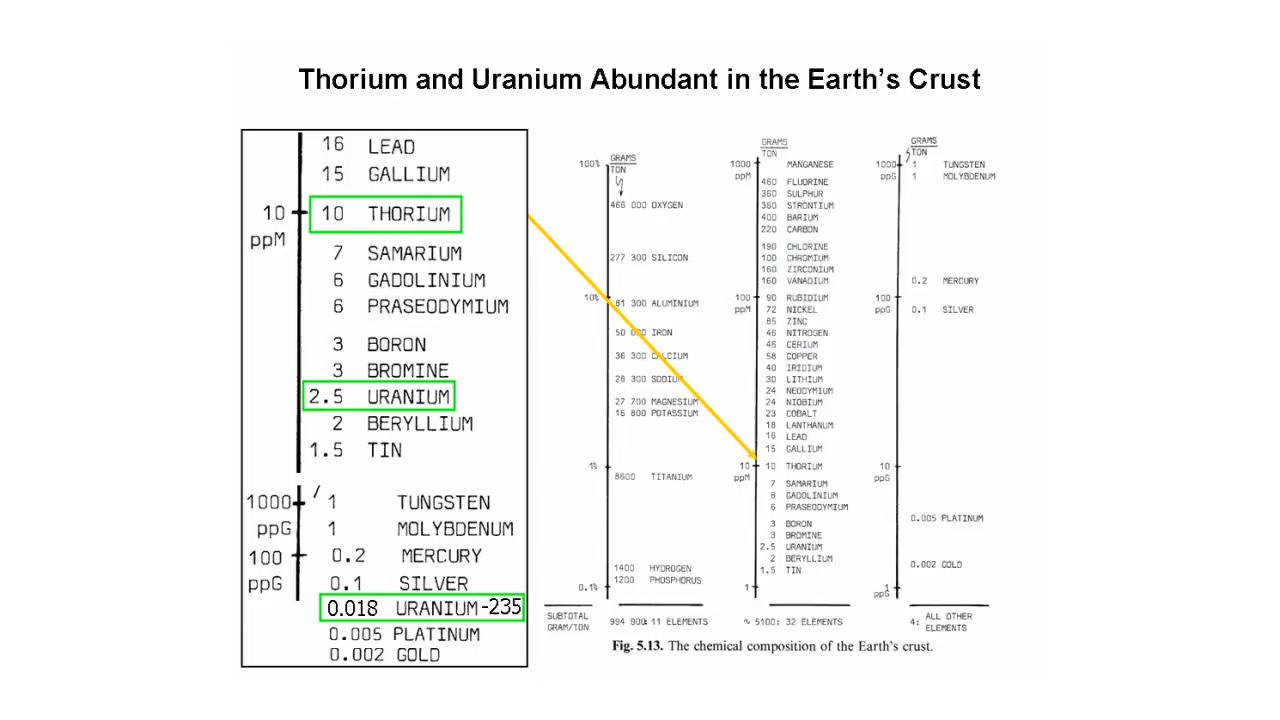 Thorium and Uranium Abundant in the Earth's Crust
16 LEAD
15 GALLIUM
10 ppM
10 THORIUM
7 SAMARIUM
6 GADOLINIUM
6 PRASEODYMIUM
3 BORON
3 BROMINE
2.5 URANIUM
2 BERYLLIUM
1.5 TIN
1000 ppG
1 TUNGSTEN
1 MOLYBDENUM
100 ppG
0.2 MERCURY
0.1 SILVER
0.018 URANIUM-235
0.005 PLATINUM
0.002 GOLD
GRAMS
TON
100%
466 000 OXYGEN
277 300 SILICON
10%
81 300 ALUMINIUM
50 000 IRON
36 300 CALCIUM
28 300 SODIUM
27 700 MAGNESIUM
16 800 POTASSIUM
1%
8600 TITANIUM
1400 HYDROGEN
1200 PHOSPHORUS
0.1%
GRAMS
TON
1000 ppM
MANGANESE
460 FLUORINE
360 SULPHUR
360 STRONTIUM
400 BARIUM
220 CARBON
190 CHLORINE
100 CHROMIUM
160 ZIRCONIUM
160 VANADIUM
100 ppM
90 RUBIDIUM
72 NICKEL
65 ZINC
46 NITROGEN
46 CERIUM
58 COPPER
40 IRIDIUM
30 LITHIUM
24 NEODYMIUM
24 NIOBIUM
23 COBALT
18 LANTHANUM
16 LEAD
15 GALLIUM
10 ppM
10 THORIUM
7 SAMARIUM
6 GADOLINIUM
6 PRASEODYMIUM
3 BORON
3 BROMINE
2.5 URANIUM
2 BERYLLIUM
1.5 TIN
1
GRAMS
TON
1000 ppG
1 TUNGSTEN
1 MOLYBDENUM
0.2 MERCURY
100 ppG
0.1 SILVER
10 ppG
0.005 PLATINUM
0.002 GOLD
1 ppG
SUBTOTAL
GRAM/TON
994 900: 11 ELEMENTS
~ 5100: 32 ELEMENTS
4: ALL OTHER
ELEMENTS
Fig. 5.13. The chemical composition of the Earth's crust.